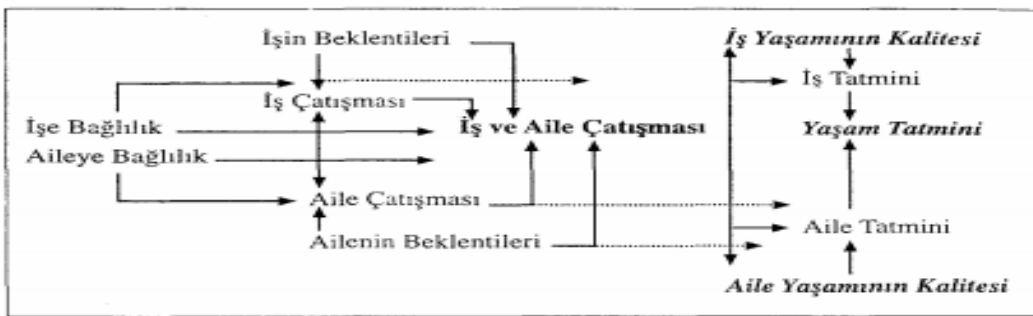 İşin Beklentileri
İş Yaşamının Kalitesi
İş Tatmini
İş Çatışması
İşe Bağlılık
İş ve Aile Çatışması
Yaşam Tatmini
Aileye Bağlılık
Aile Çatışması
Aile Tatmini
Ailenin Beklentileri
Aile Yaşamının Kalitesi